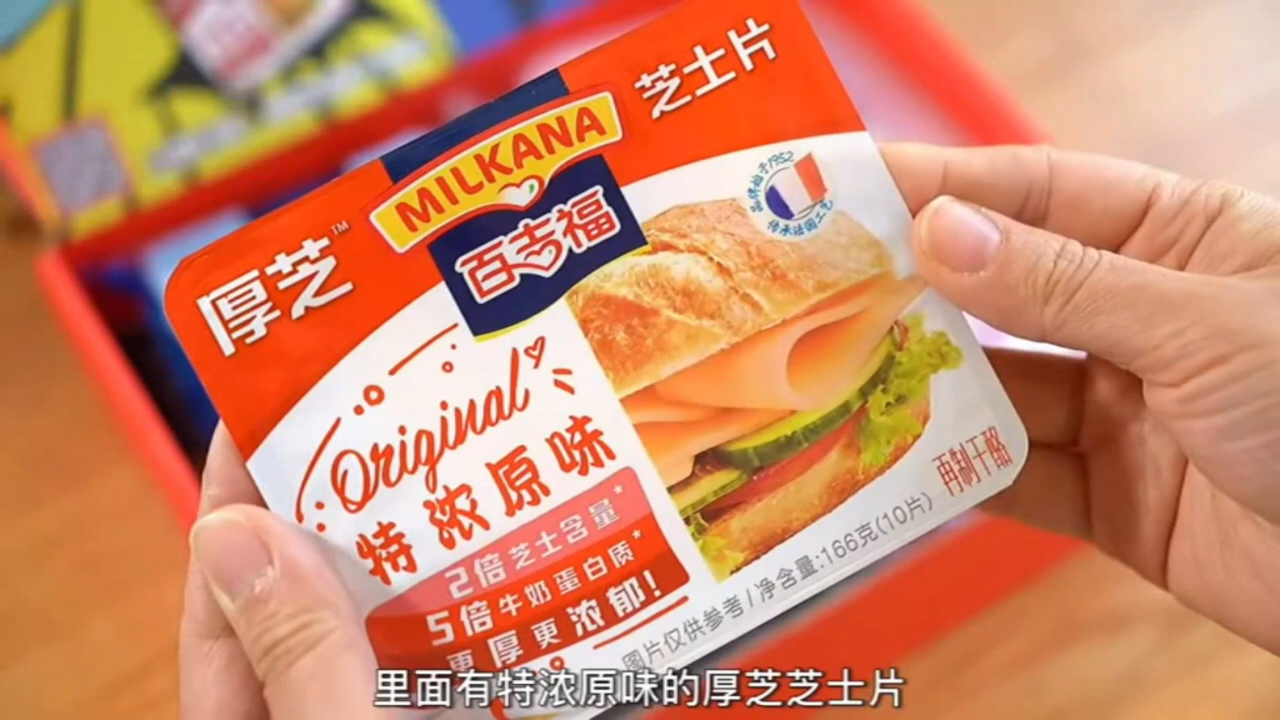 芝士片
MILKANA
百吉福
厚芝™
品牌始于1952
传承法国工艺
Original
特浓原味
2倍芝士含量*
5倍牛奶蛋白质*
更厚更浓郁!
再制干酪
图片仅供参考/净含量:166克(10片)
里面有特浓原味的厚芝芝士片